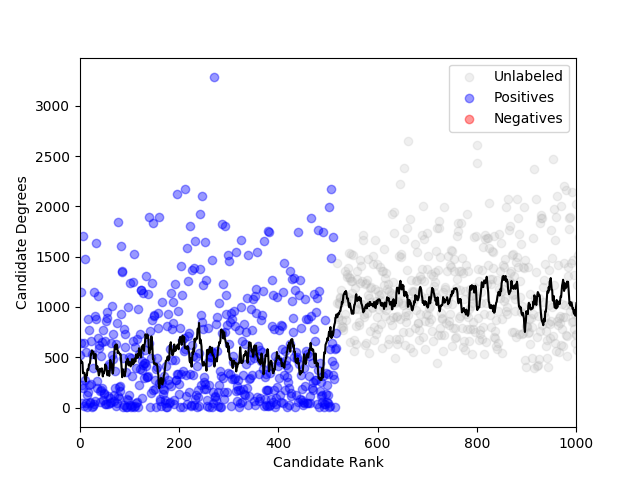 Unlabeled
Positives
Negatives
Candidate Degrees
3000
2500
2000
1500
1000
500
0
0 200 400 600 800 1000
Candidate Rank